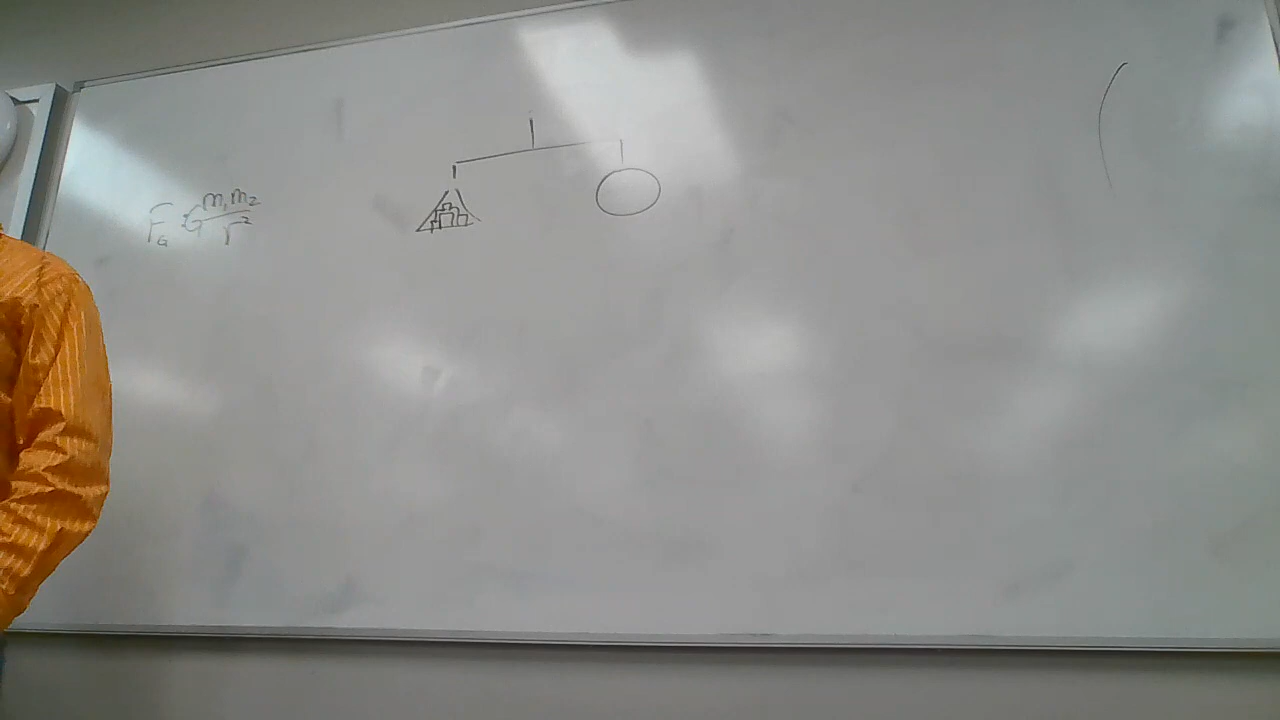 F_G = G m₁m₂/r²